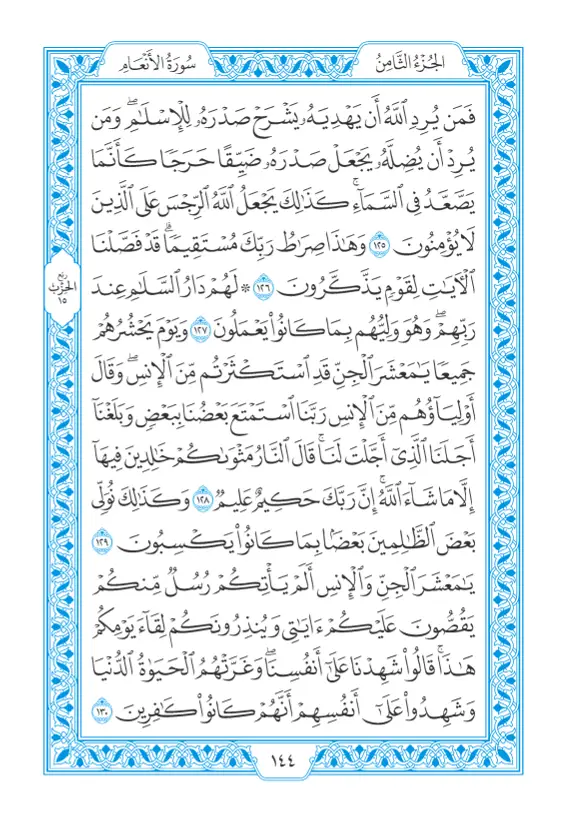 الجُزْءُ الثَّامِنُ
سُورَةُ الأَنْعَامِ
فَمَن يُرِدِ ٱللَّهُ أَن يَهْدِيَهُۥ يَشْرَحْ صَدْرَهُۥ لِلْإِسْلَٰمِۖ وَمَن
يُرِدْ أَن يُضِلَّهُۥ يَجْعَلْ صَدْرَهُۥ ضَيِّقًا حَرَجٗا كَأَنَّمَا
يَصَّعَّدُ فِي ٱلسَّمَآءِۚ كَذَٰلِكَ يَجْعَلُ ٱللَّهُ ٱلرِّجْسَ عَلَى ٱلَّذِينَ
لَا يُؤْمِنُونَ ١٢٥ وَهَٰذَا صِرَٰطُ رَبِّكَ مُسْتَقِيمٗاۗ قَدْ فَصَّلْنَا
ٱلْأٓيَٰتِ لِقَوْمٖ يَذَّكَّرُونَ ١٢٦ ۞ لَهُمْ دَارُ ٱلسَّلَٰمِ عِندَ
رَبِّهِمْۖ وَهُوَ وَلِيُّهُم بِمَا كَانُوا۟ يَعْمَلُونَ ١٢٧ وَيَوْمَ يَحْشُرُهُمْ
جَمِيعٗا يَٰمَعْشَرَ ٱلْجِنِّ قَدِ ٱسْتَكْثَرْتُم مِّنَ ٱلْإِنسِۖ وَقَالَ
أَوْلِيَآؤُهُم مِّنَ ٱلْإِنسِ رَبَّنَا ٱسْتَمْتَعَ بَعْضُنَا بِبَعْضٖ وَبَلَغْنَآ
أَجَلَنَا ٱلَّذِيٓ أَجَّلْتَ لَنَاۚ قَالَ ٱلنَّارُ مَثْوَىٰكُمْ خَٰلِدِينَ فِيهَآ
إِلَّا مَا شَآءَ ٱللَّهُۚ إِنَّ رَبَّكَ حَكِيمٌ عَلِيمٞ ١٢٨ وَكَذَٰلِكَ نُوَلِّي
بَعْضَ ٱلظَّٰلِمِينَ بَعْضَۢا بِمَا كَانُوا۟ يَكْسِبُونَ ١٢٩
يَٰمَعْشَرَ ٱلْجِنِّ وَٱلْإِنسِ أَلَمْ يَأْتِكُمْ رُسُلٞ مِّنكُمْ
يَقُصُّونَ عَلَيْكُمْ ءَايَٰتِي وَيُنذِرُونَكُمْ لِقَآءَ يَوْمِكُمْ
هَٰذَاۚ قَالُوا۟ شَهِدْنَا عَلَىٰٓ أَنفُسِنَاۖ وَغَرَّتْهُمُ ٱلْحَيَوٰةُ ٱلدُّنْيَا
وَشَهِدُوا۟ عَلَىٰٓ أَنفُسِهِمْ أَنَّهُمْ كَانُوا۟ كَٰفِرِينَ ١٣٠
ربع
الحزب
١٥
١٤٤